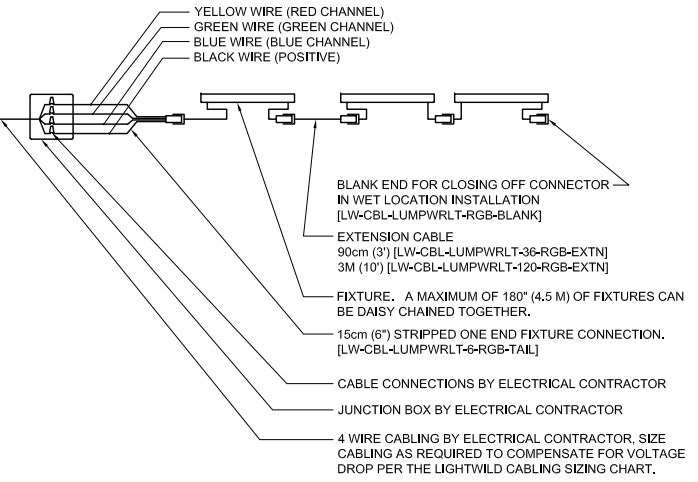 YELLOW WIRE (RED CHANNEL)
GREEN WIRE (GREEN CHANNEL)
BLUE WIRE (BLUE CHANNEL)
BLACK WIRE (POSITIVE)
BLANK END FOR CLOSING OFF CONNECTOR
IN WET LOCATION INSTALLATION
[LW-CBL-LUMPWRLT-RGB-BLANK]
EXTENSION CABLE
90cm (3') [LW-CBL-LUMPWRLT-36-RGB-EXTN]
3M (10') [LW-CBL-LUMPWRLT-120-RGB-EXTN]
FIXTURE. A MAXIMUM OF 180" (4.5 M) OF FIXTURES CAN
BE DAISY CHAINED TOGETHER.
15cm (6") STRIPPED ONE END FIXTURE CONNECTION.
[LW-CBL-LUMPWRLT-6-RGB-TAIL]
CABLE CONNECTIONS BY ELECTRICAL CONTRACTOR
JUNCTION BOX BY ELECTRICAL CONTRACTOR
4 WIRE CABLING BY ELECTRICAL CONTRACTOR, SIZE
CABLING AS REQUIRED TO COMPENSATE FOR VOLTAGE
DROP PER THE LIGHTWILD CABLING SIZING CHART.